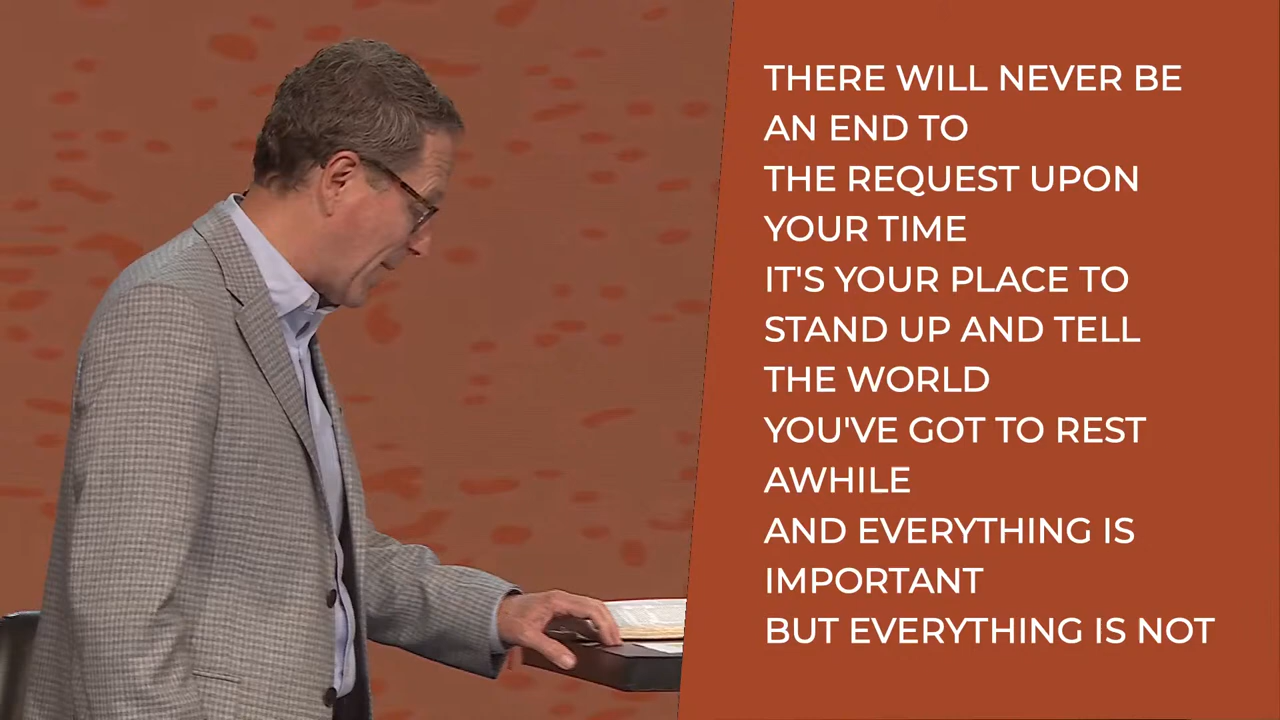 THERE WILL NEVER BE
AN END TO
THE REQUEST UPON
YOUR TIME
IT'S YOUR PLACE TO
STAND UP AND TELL
THE WORLD
YOU'VE GOT TO REST
AWHILE
AND EVERYTHING IS
IMPORTANT
BUT EVERYTHING IS NOT